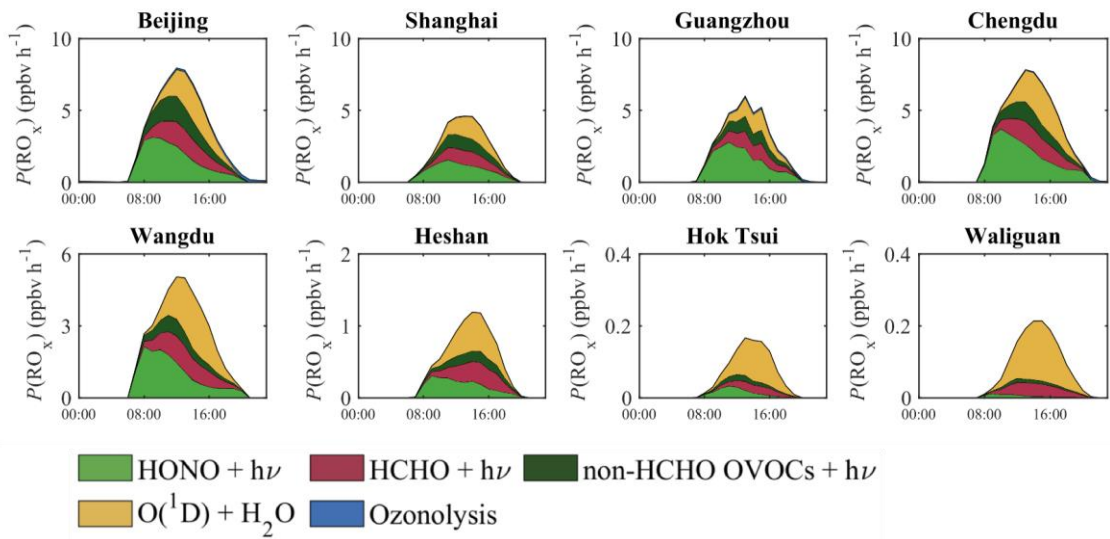 Beijing Shanghai Guangzhou Chengdu
P(ROx) (ppbv h-1) P(ROx) (ppbv h-1) P(ROx) (ppbv h-1) P(ROx) (ppbv h-1)
10 10 10 10
5 5 5 5
0 0 0 0
00:00 08:00 16:00 00:00 08:00 16:00 00:00 08:00 16:00 00:00 08:00 16:00
Wangdu Heshan Hok Tsui Waliguan
P(ROx) (ppbv h-1) P(ROx) (ppbv h-1) P(ROx) (ppbv h-1) P(ROx) (ppbv h-1)
6 2 0.4 0.4
3 1 0.2 0.2
0 0 0 0
00:00 08:00 16:00 00:00 08:00 16:00 00:00 08:00 16:00 00:00 08:00 16:00
HONO + hν HCHO + hν non-HCHO OVOCs + hν
O(1D) + H2O Ozonolysis